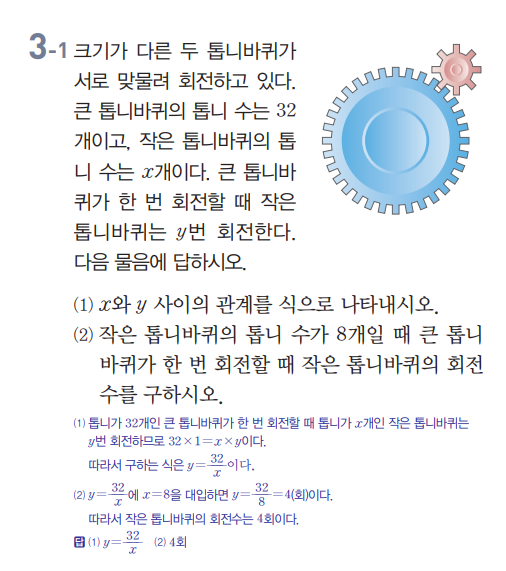 3-1 크기가 다른 두 톱니바퀴가
서로 맞물려 회전하고 있다.
큰 톱니바퀴의 톱니 수는 32
개이고, 작은 톱니바퀴의 톱
니 수는 x개이다. 큰 톱니바
퀴가 한 번 회전할 때 작은
톱니바퀴는 y번 회전한다.
다음 물음에 답하시오.
(1) x와 y 사이의 관계를 식으로 나타내시오.
(2) 작은 톱니바퀴의 톱니 수가 8개일 때 큰 톱니
바퀴가 한 번 회전할 때 작은 톱니바퀴의 회전
수를 구하시오.
(1) 톱니가 32개인 큰 톱니바퀴가 한 번 회전할 때 톱니가 x개인 작은 톱니바퀴는
y번 회전하므로 32×1=x×y이다.
따라서 구하는 식은 y=32/x이다.
(2) y=32/x에 x=8을 대입하면 y=32/8=4(회)이다.
따라서 작은 톱니바퀴의 회전수는 4회이다.
답 (1) y=32/x (2) 4회